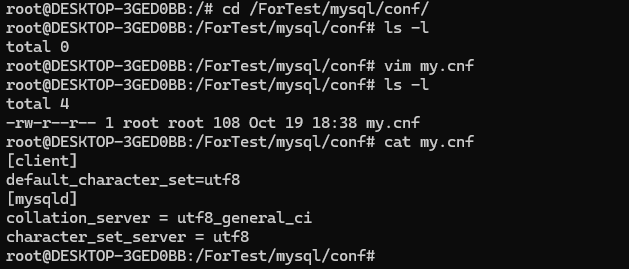 root@DESKTOP-3GED0BB:/# cd /ForTest/mysql/conf/
root@DESKTOP-3GED0BB:/ForTest/mysql/conf# ls -l
total 0
root@DESKTOP-3GED0BB:/ForTest/mysql/conf# vim my.cnf
root@DESKTOP-3GED0BB:/ForTest/mysql/conf# ls -l
total 4
-rw-r--r-- 1 root root 108 Oct 19 18:38 my.cnf
root@DESKTOP-3GED0BB:/ForTest/mysql/conf# cat my.cnf
[client]
default_character_set=utf8
[mysqld]
collation_server = utf8_general_ci
character_set_server = utf8
root@DESKTOP-3GED0BB:/ForTest/mysql/conf#